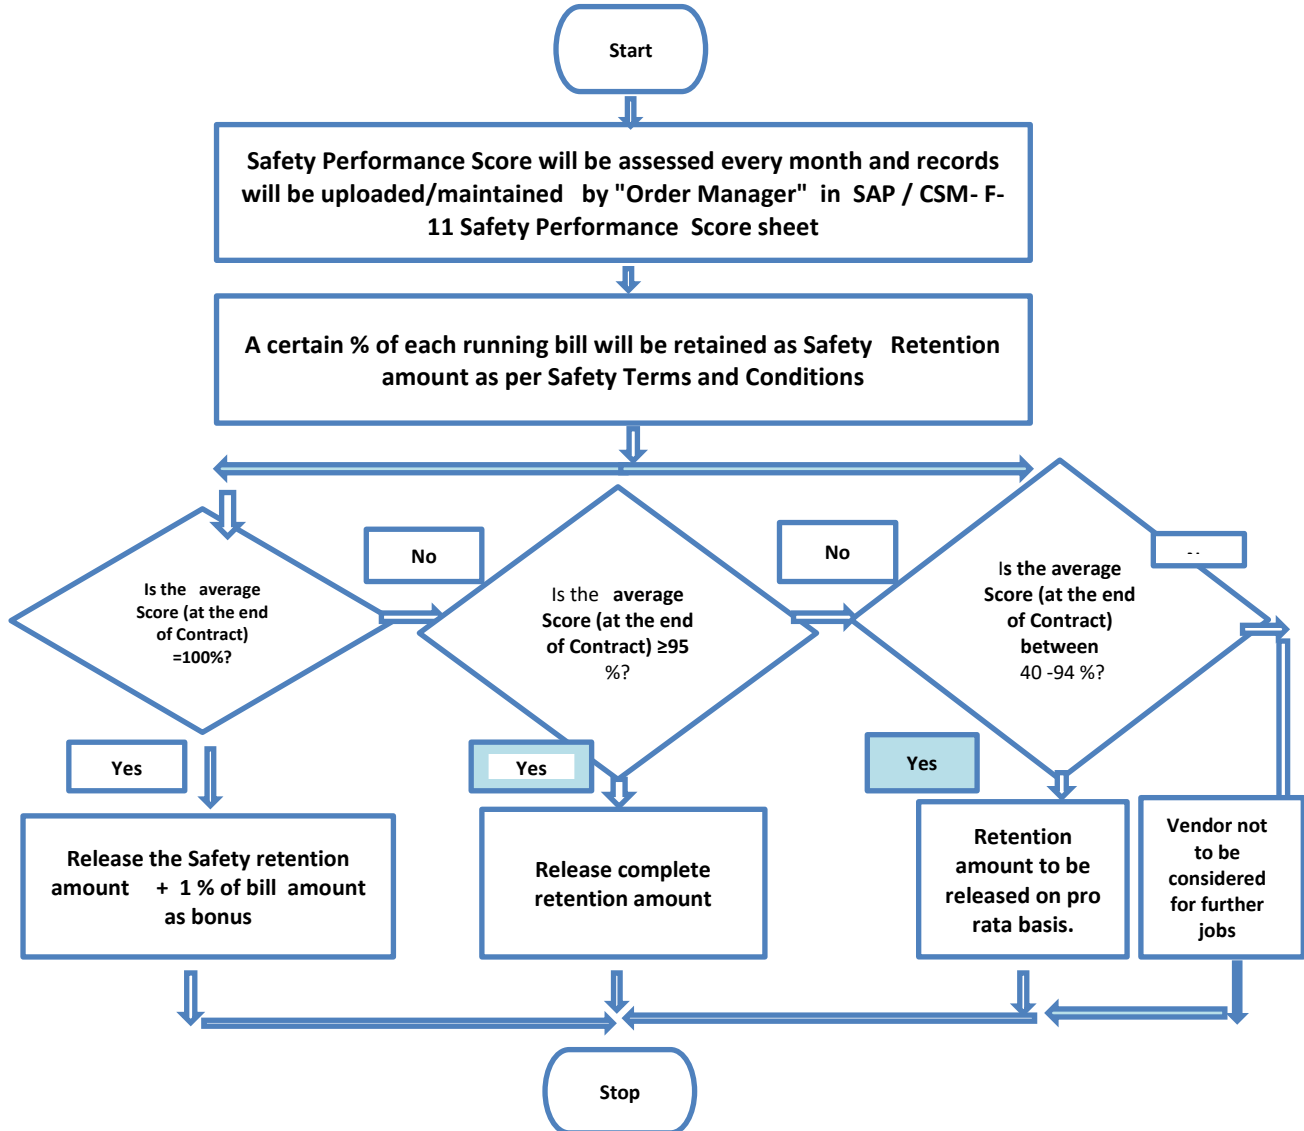 Start
Safety Performance Score will be assessed every month and records
will be uploaded/maintained by "Order Manager" in SAP / CSM- F-
11 Safety Performance Score sheet
A certain % of each running bill will be retained as Safety Retention
amount as per Safety Terms and Conditions
Is the average
Score (at the end
of Contract)
=100%?
No
Is the average
Score (at the end
of Contract) ≥95
%?
No
Is the average
Score (at the end
of Contract)
between
40 -94 %?
Yes
Yes
Yes
Release the Safety retention
amount + 1 % of bill amount
as bonus
Release complete
retention amount
Retention
amount to be
released on pro
rata basis.
Vendor not
to be
considered
for further
jobs
Stop